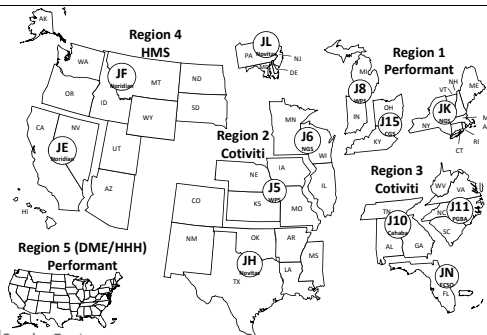 Region 4
HMS
AK
WA
OR
ID
MT
ND
SD
WY
CA
NV
UT
AZ
HI
JF
Noridian
JE
Noridian
JL
Novitas
PA
NJ
DE
Region 1
Performant
MI
J8
WPS
IN
OH
J15
CGS
KY
NH
VT
ME
JK
NGS
NY
CT
RI
M
A
Region 2
Cotiviti
MN
J6
NGS
WI
IL
NE
IA
J5
WPS
KS
MO
CO
NM
OK
AR
JH
Novitas
TX
LA
MS
Region 3
Cotiviti
WV
VA
TN
NC
J11
PGBA
SC
J10
Cahaba
AL
GA
JN
FCSO
FL
Region 5 (DME/HHH)
Performant